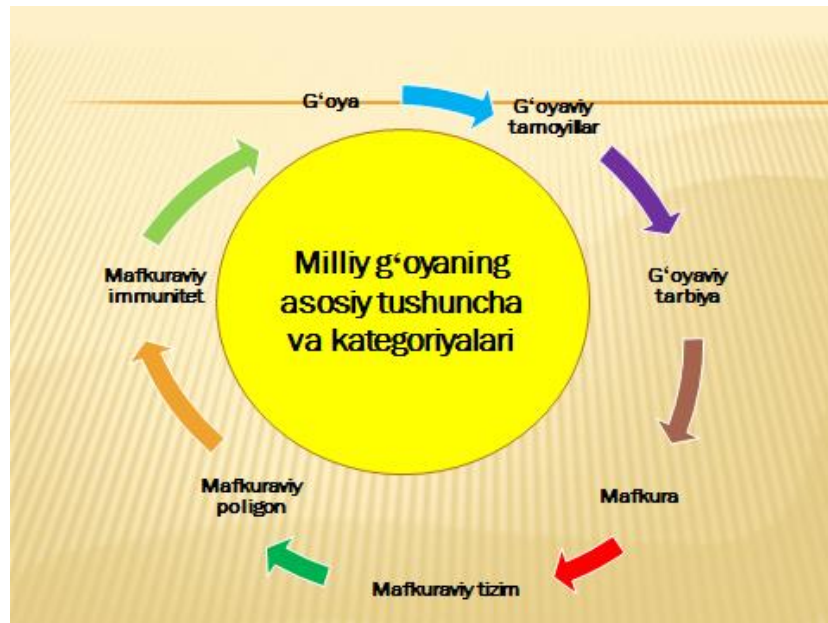 G‘oya
G‘oyaviy
tamoyillar
G‘oyaviy
tarbiya
Mafkura
Mafkuraviy tizim
Mafkuraviy
poligon
Mafkuraviy
immunitet
Milliy g‘oyaning
asosiy tushuncha
va kategoriyalari